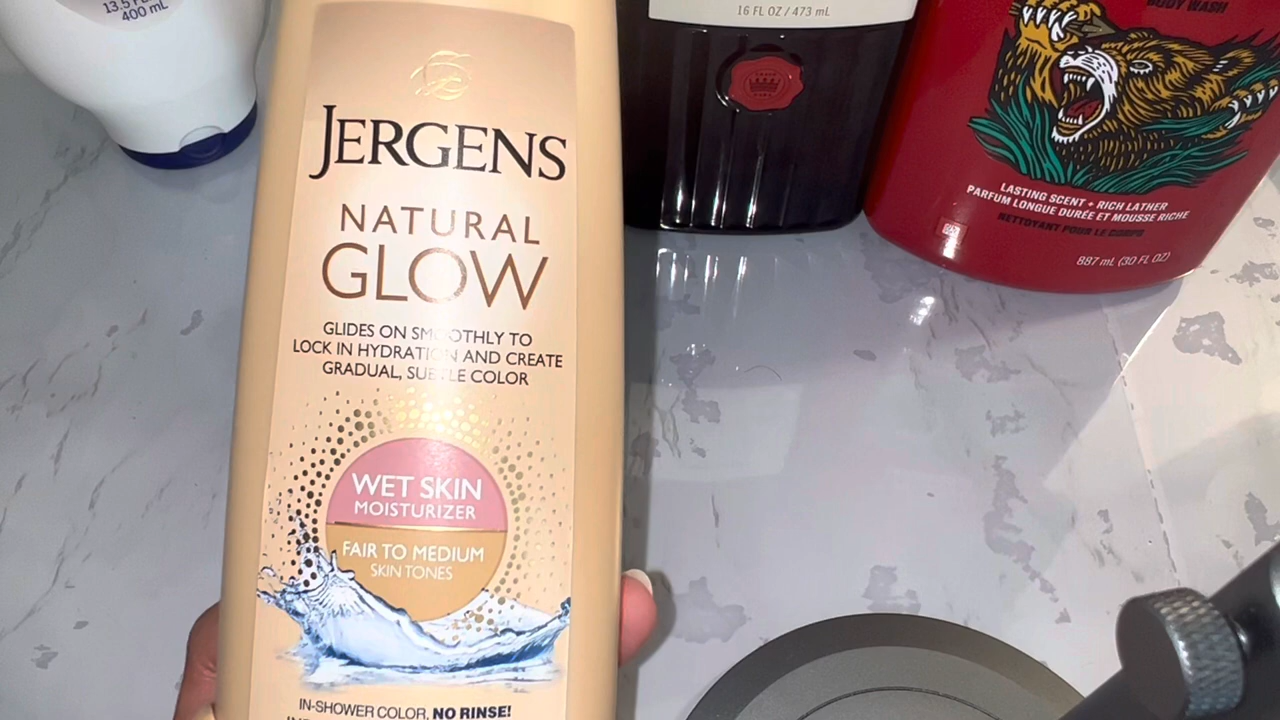 13.5
400 mL
JERGENS
NATURAL
GLOW
GLIDES ON SMOOTHLY TO
LOCK IN HYDRATION AND CREATE
GRADUAL, SUBTLE COLOR
WET SKIN
MOISTURIZER
FAIR TO MEDIUM
SKIN TONES
IN-SHOWER COLOR, NO RINSE!
16 FL OZ / 473 mL
BODY WASH
LASTING SCENT + RICH LATHER
PARFUM LONGUE DURÉE ET MOUSSE RICHE
NETTOYANT POUR LE CORPS
887 mL (30 FL OZ)